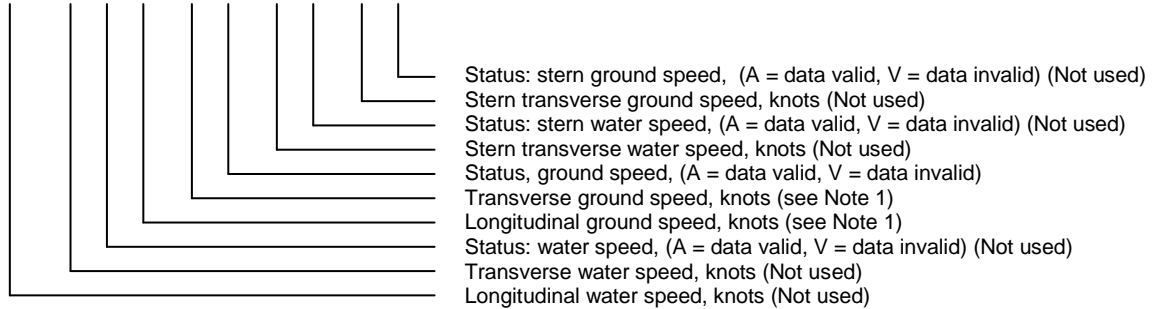 Status: stern ground speed, (A = data valid, V = data invalid) (Not used)
Stern transverse ground speed, knots (Not used)
Status: stern water speed, (A = data valid, V = data invalid) (Not used)
Stern transverse water speed, knots (Not used)
Status, ground speed, (A = data valid, V = data invalid)
Transverse ground speed, knots (see Note 1)
Longitudinal ground speed, knots (see Note 1)
Status: water speed, (A = data valid, V = data invalid) (Not used)
Transverse water speed, knots (Not used)
Longitudinal water speed, knots (Not used)